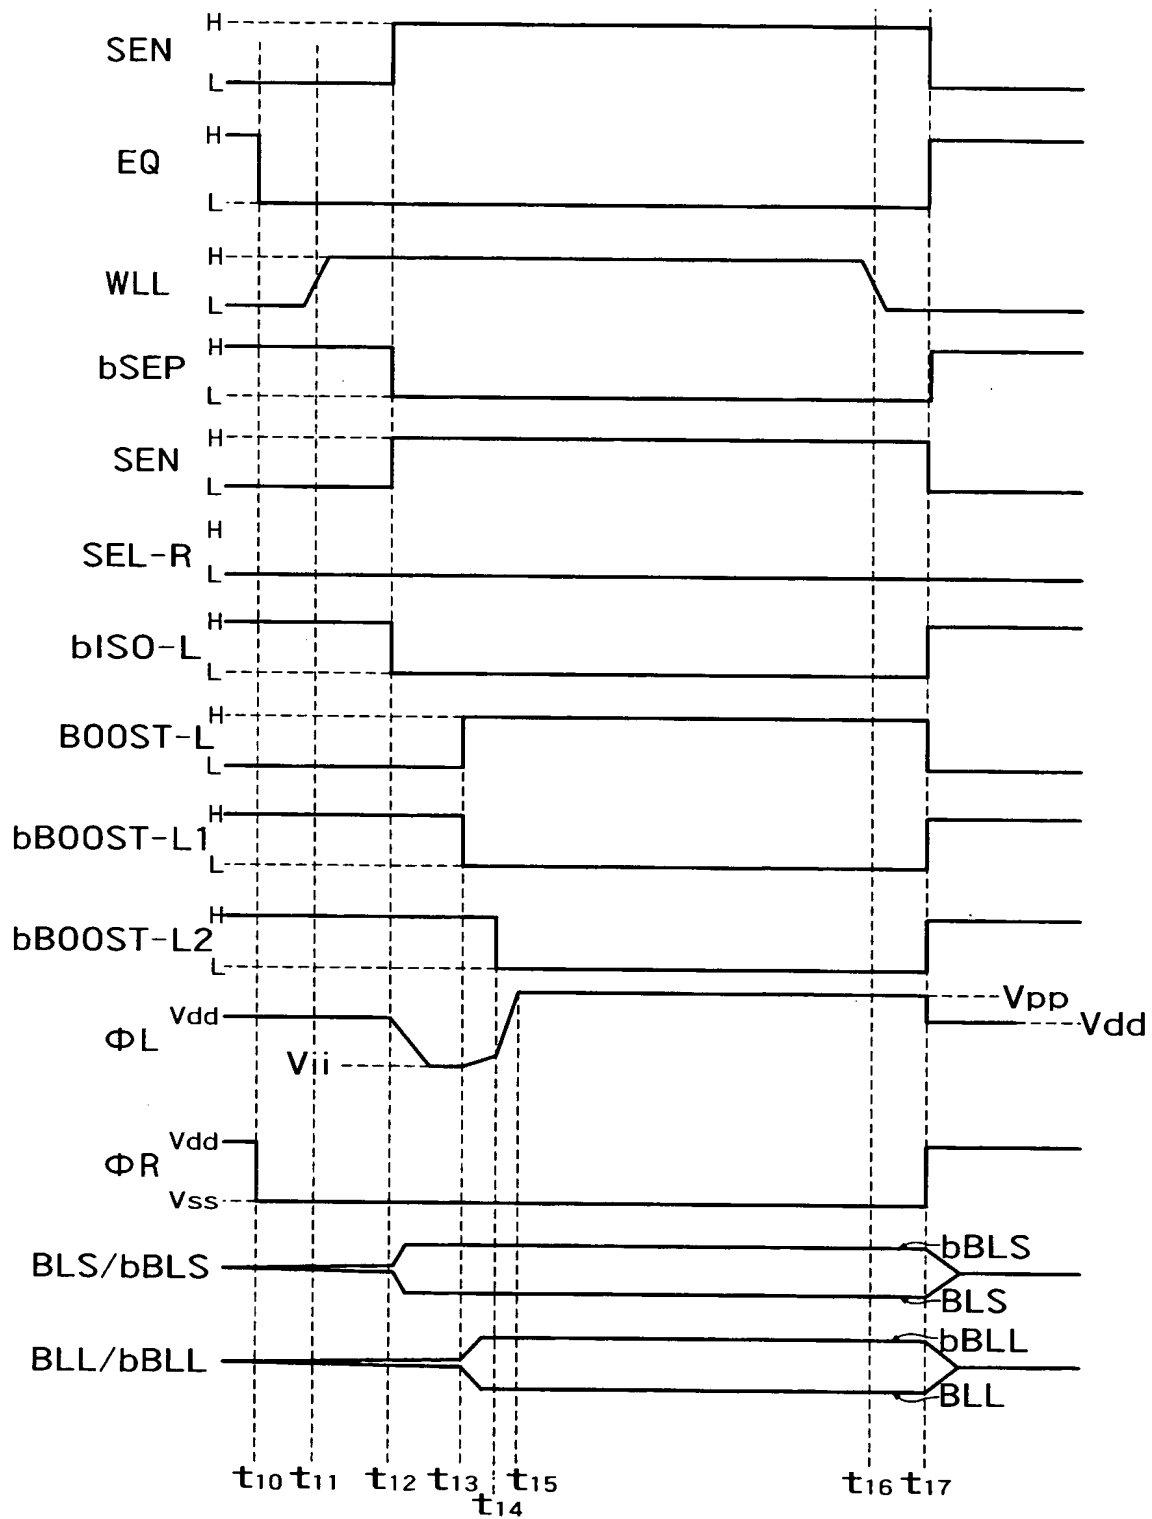 H
SEN
L
H
EQ
L
H
WLL
L
H
bSEP
L
H
SEN
L
H
SEL-R
L
H
bISO-L
L
H
BOOST-L
L
H
bBOOST-L1
L
H
bBOOST-L2
L
Vpp
Vdd
Vdd
ΦL
Vii
Vdd
ΦR
Vss
bBLS
BLS/bBLS
BLS
bBLL
BLL/bBLL
BLL
t10 t11 t12 t13 t14 t15 t16 t17